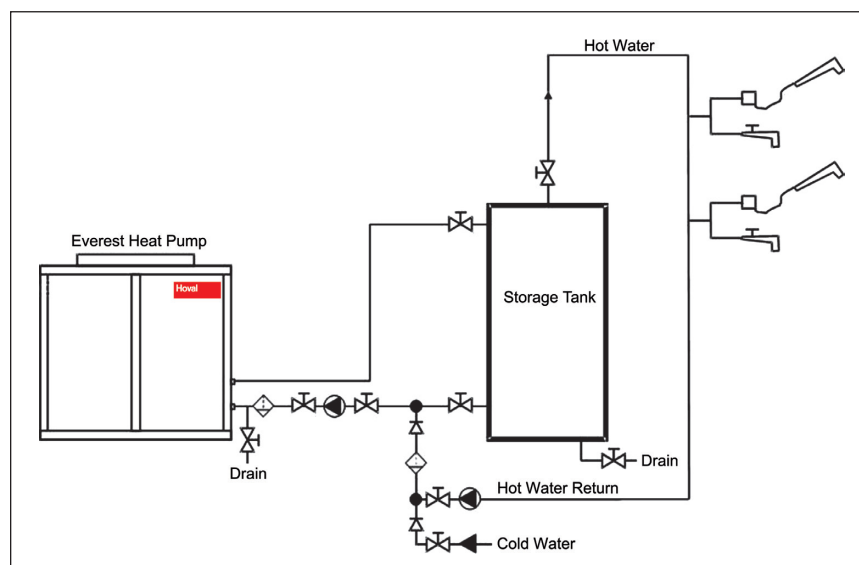 Hot Water
Everest Heat Pump
Hoval
Storage Tank
Drain
Drain
Hot Water Return
Cold Water